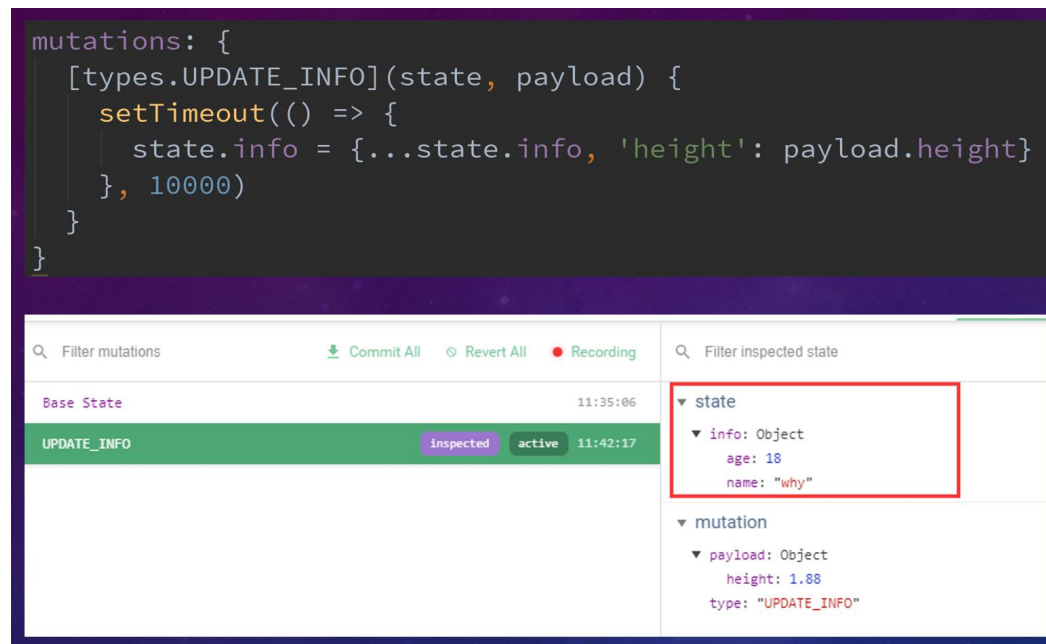 mutations: {
[types.UPDATE_INFO](state, payload) {
setTimeout(() => {
state.info = {...state.info, 'height': payload.height}
}, 10000)
}
}
Filter mutations
Commit All
Revert All
Recording
Base State
11:35:06
UPDATE_INFO
inspected
active
11:42:17
Filter inspected state
state
info: Object
age: 18
name: "why"
mutation
payload: Object
height: 1.88
type: "UPDATE_INFO"